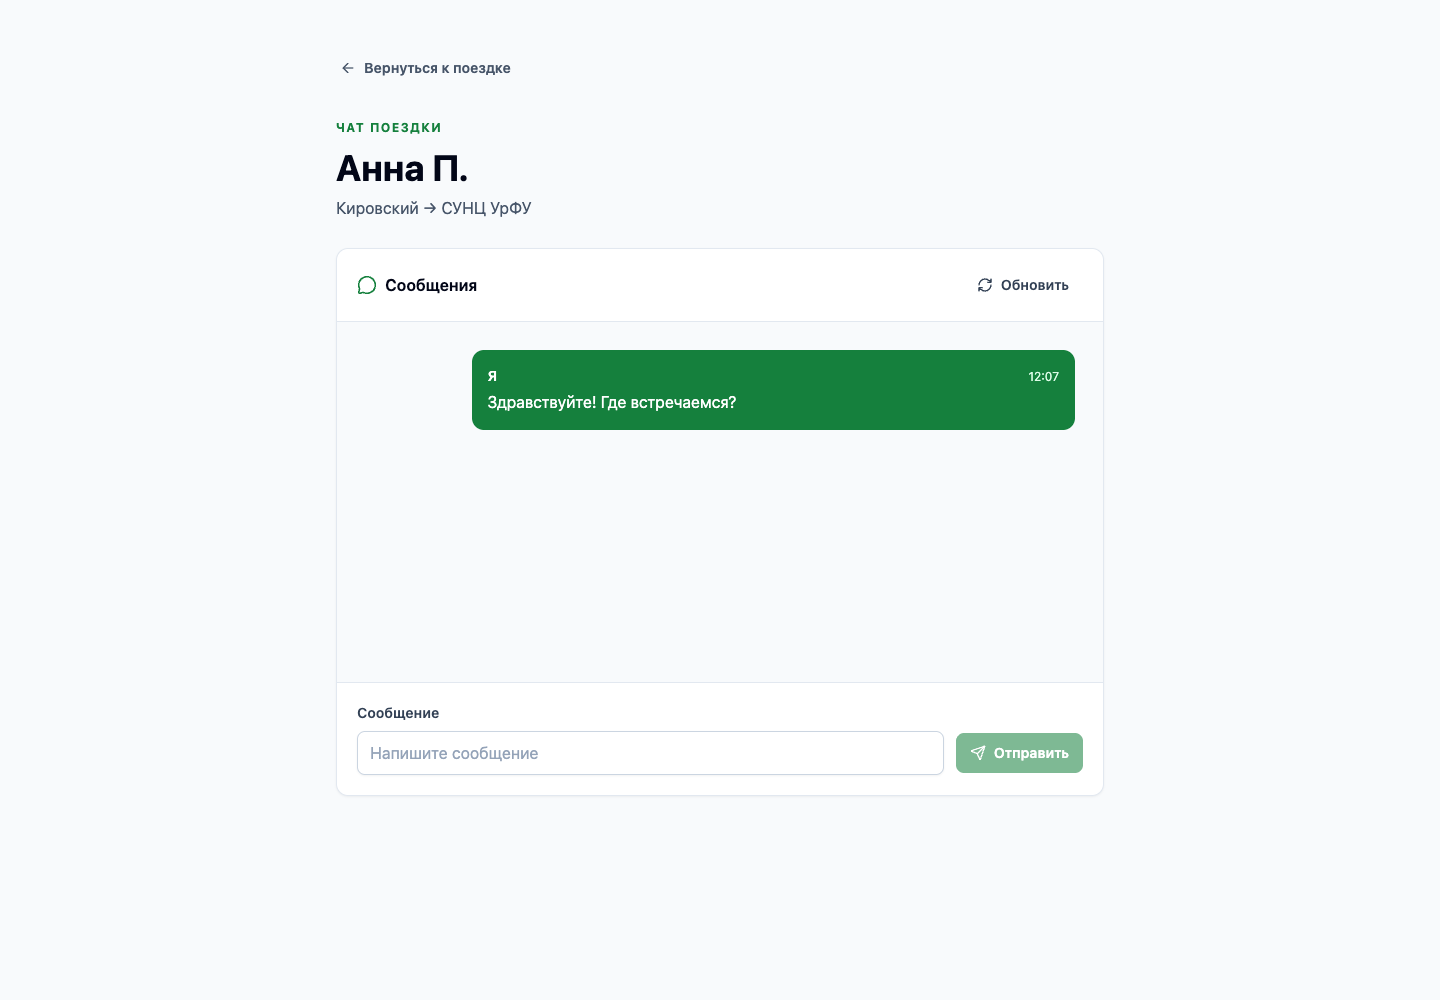 Вернуться к поездке
ЧАТ ПОЕЗДКИ
Анна П.
Кировский → СУНЦ УрФУ
Сообщения
Обновить
Я
12:07
Здравствуйте! Где встречаемся?
Сообщение
Напишите сообщение
Отправить